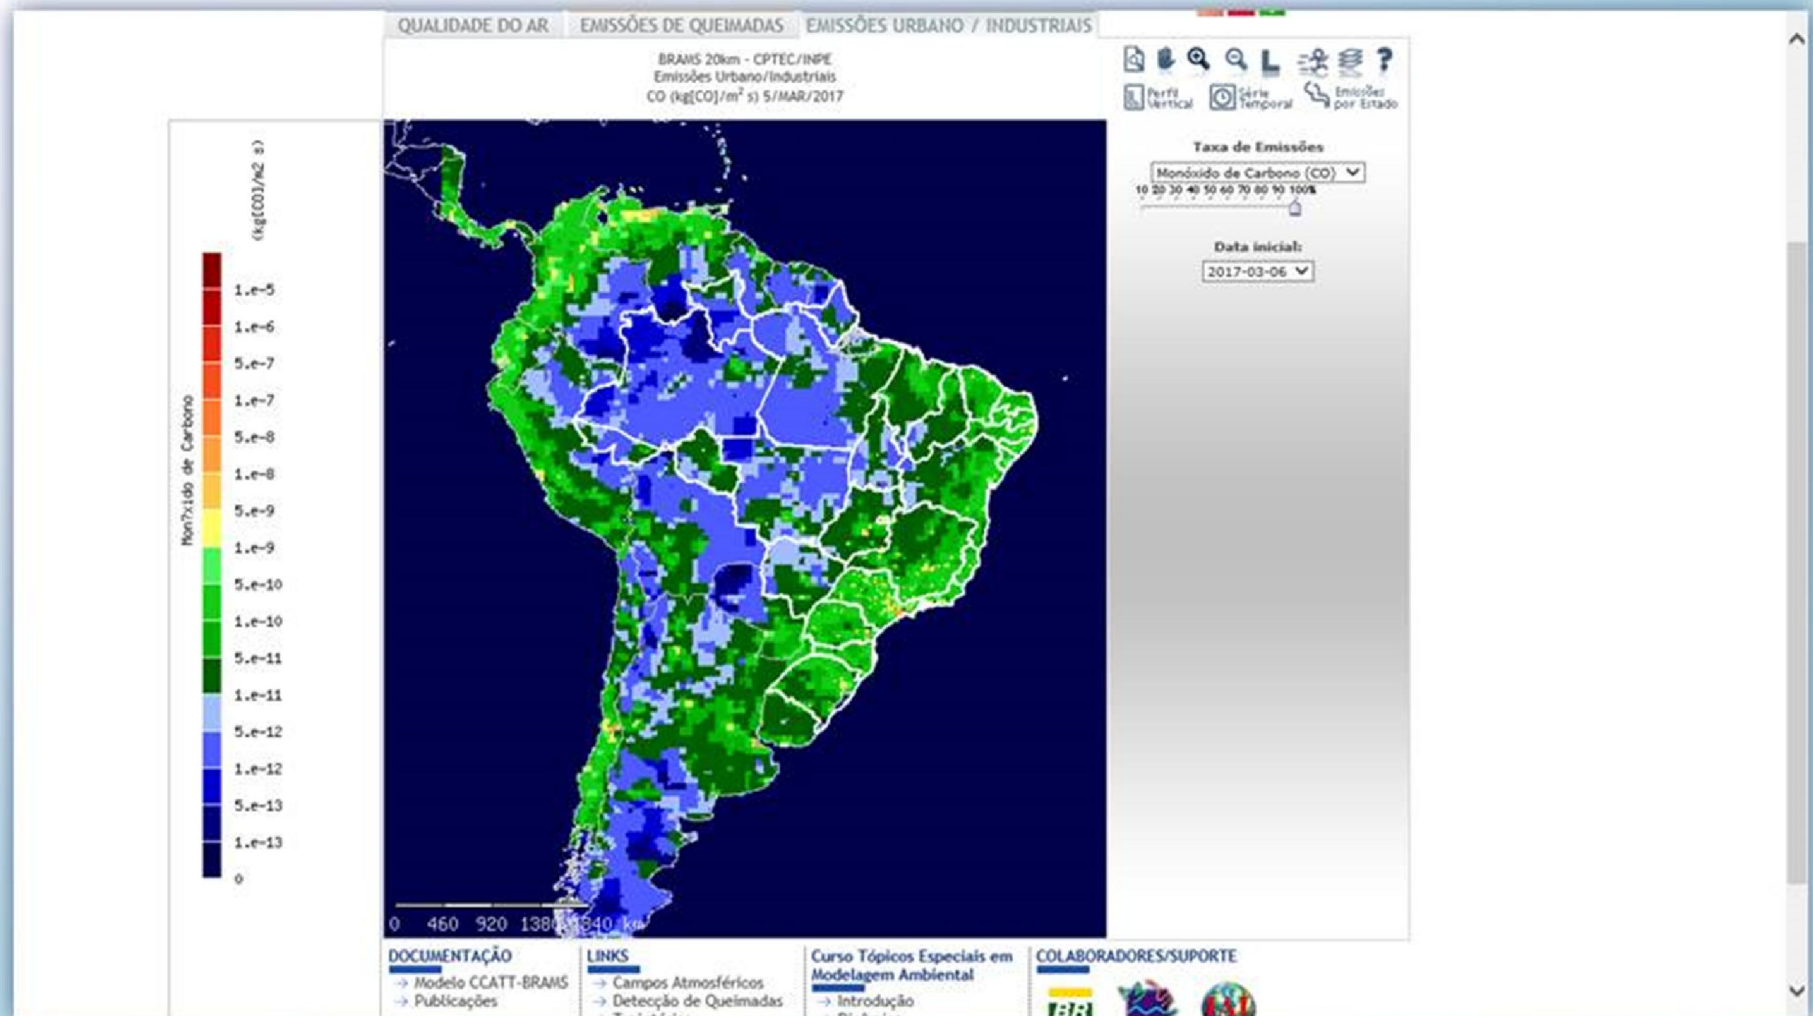 QUALIDADE DO AR
EMISSÕES DE QUEIMADAS
EMISSÕES URBANO / INDUSTRIAIS
BRAMS 20km - CPTEC/INPE
Emissões Urbano/Industriais
CO (kg[CO]/m² s) 5/MAR/2017
Perfil Vertical
Série Temporal
Emissões por Estado
Taxa de Emissões
Monóxido de Carbono (CO)
10 20 30 40 50 60 70 80 90 100%
Data inicial:
2017-03-06
(kg[CO]/m2 s)
Mon?xido de Carbono
1.e-5
1.e-6
5.e-7
1.e-7
5.e-8
1.e-8
5.e-9
1.e-9
5.e-10
1.e-10
5.e-11
1.e-11
5.e-12
1.e-12
5.e-13
1.e-13
0
0 460 920 1380 1840 km
DOCUMENTAÇÃO
Modelo CCATT-BRAMS
Publicações
LINKS
Campos Atmosféricos
Detecção de Queimadas
Curso Tópicos Especiais em
Modelagem Ambiental
Introdução
COLABORADORES/SUPORTE
BR
IAI